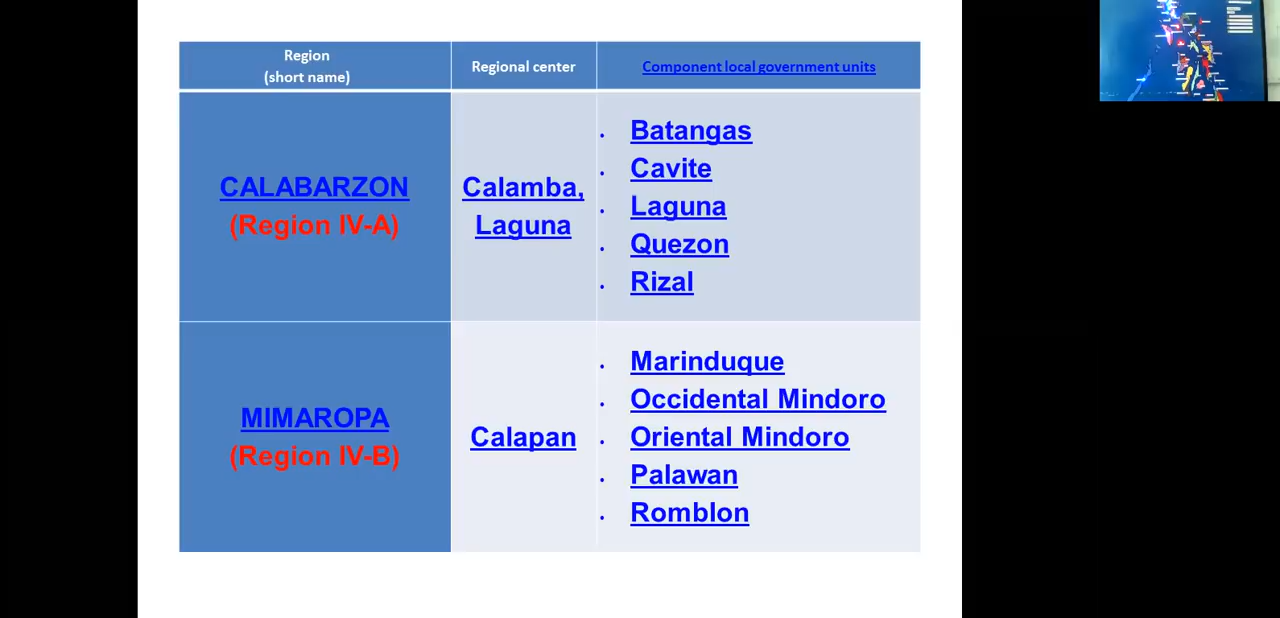 Region
(short name)
Regional center
Component local government units
CALABARZON
(Region IV-A)
Calamba,
Laguna
Batangas
Cavite
Laguna
Quezon
Rizal
MIMAROPA
(Region IV-B)
Calapan
Marinduque
Occidental Mindoro
Oriental Mindoro
Palawan
Romblon